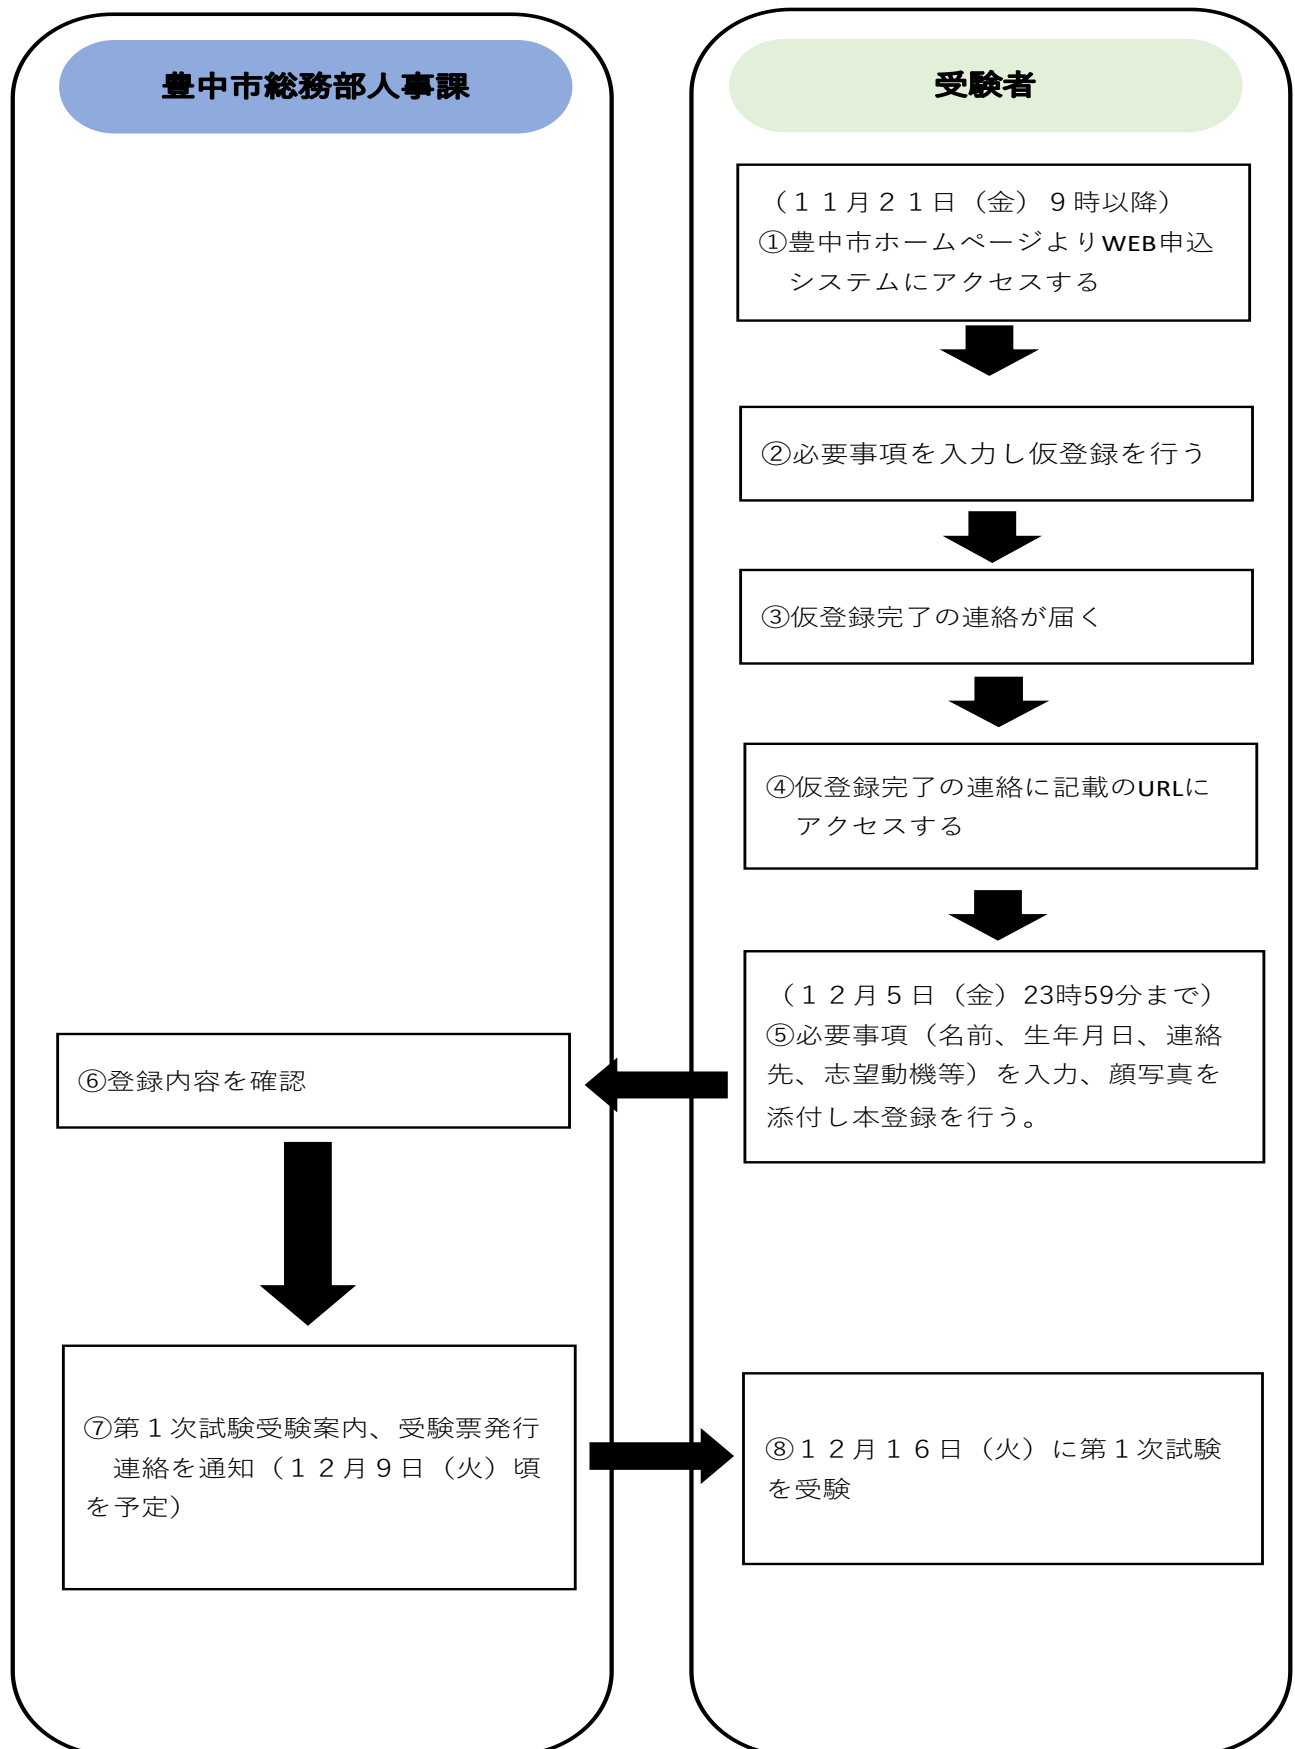 豊中市総務部人事課
受験者
（１１月２１日（金）９時以降）
①豊中市ホームページよりWEB申込
システムにアクセスする
②必要事項を入力し仮登録を行う
③仮登録完了の連絡が届く
④仮登録完了の連絡に記載のURLに
アクセスする
（１２月５日（金）23時59分まで）
⑤必要事項（名前、生年月日、連絡
先、志望動機等）を入力、顔写真を
添付し本登録を行う。
⑥登録内容を確認
⑦第１次試験受験案内、受験票発行
連絡を通知（１２月９日（火）頃
を予定）
⑧１２月１６日（火）に第１次試験
を受験